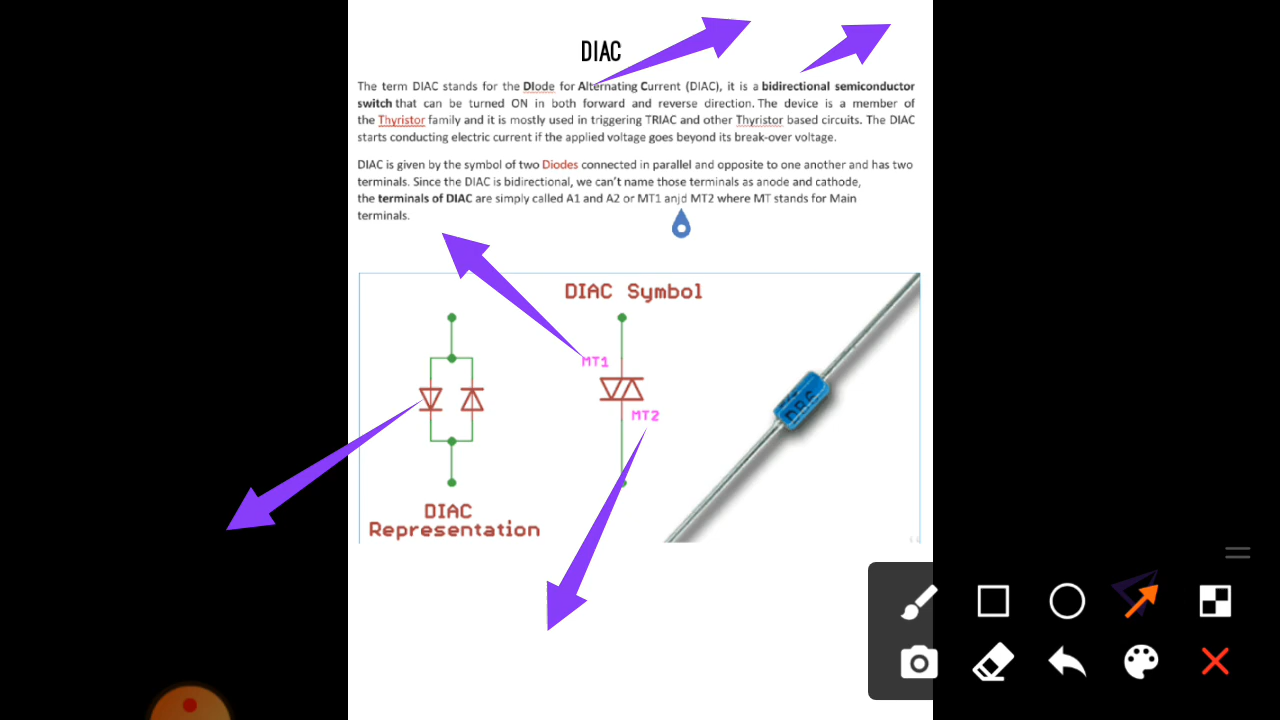 DIAC
The term DIAC stands for the DIode for Alternating Current (DIAC), it is a bidirectional semiconductor
switch that can be turned ON in both forward and reverse direction. The device is a member of
the Thyristor family and it is mostly used in triggering TRIAC and other Thyristor based circuits. The DIAC
starts conducting electric current if the applied voltage goes beyond its break-over voltage.
DIAC is given by the symbol of two Diodes connected in parallel and opposite to one another and has two
terminals. Since the DIAC is bidirectional, we can't name those terminals as anode and cathode,
the terminals of DIAC are simply called A1 and A2 or MT1 anjd MT2 where MT stands for Main
terminals.
DIAC Symbol
MT1
MT2
DIAC
Representation